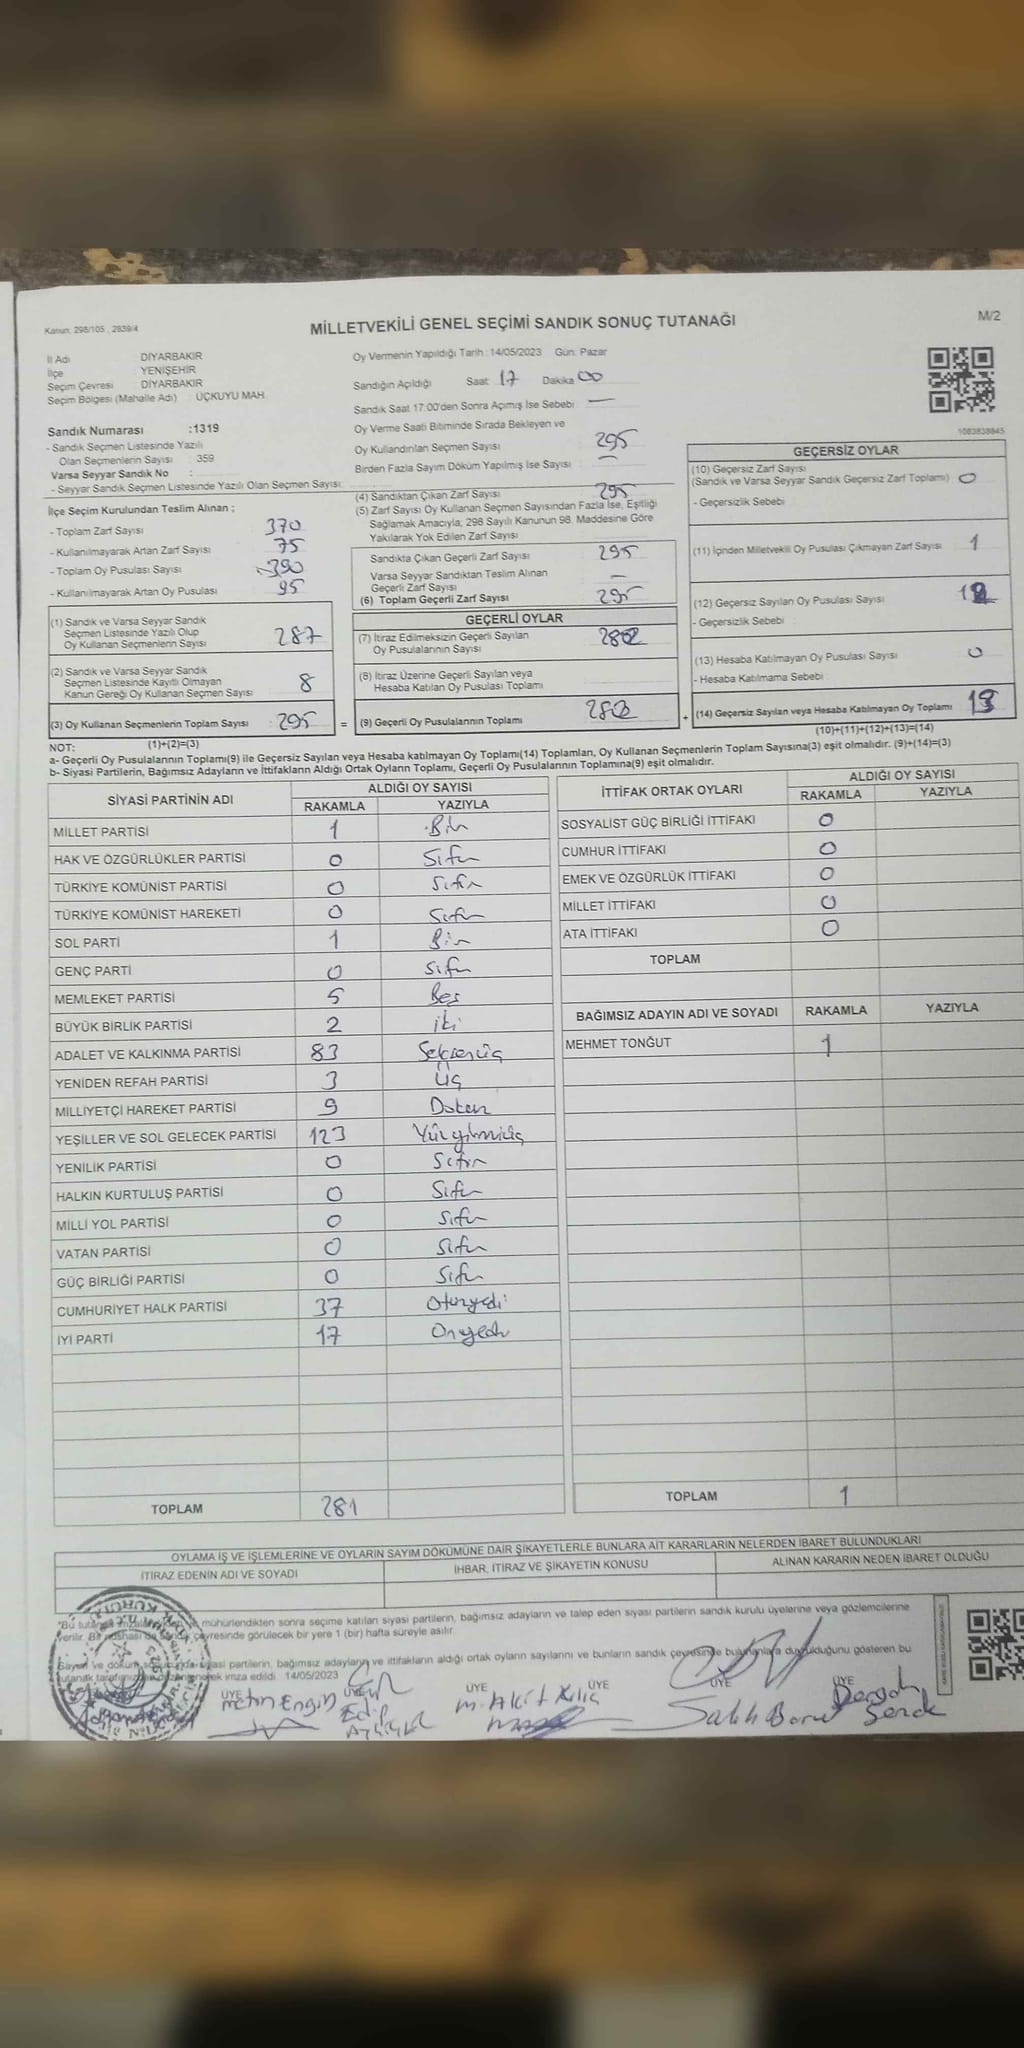 Kanun: 298/105 , 2839/4
MİLLETVEKİLİ GENEL SEÇİMİ SANDIK SONUÇ TUTANAĞI
M/2
İl Adı DİYARBAKIR
İlçe YENİŞEHİR
Seçim Çevresi DİYARBAKIR
Seçim Bölgesi (Mahalle Adı) : ÜÇKUYU MAH.
Sandık Numarası :1319
- Sandık Seçmen Listesinde Yazılı
Olan Seçmenlerin Sayısı : 359
Varsa Seyyar Sandık No :
- Seyyar Sandık Seçmen Listesinde Yazılı Olan Seçmen Sayısı:
Oy Vermenin Yapıldığı Tarih :14/05/2023 Gün: Pazar
Sandığın Açıldığı Saat: 17 Dakika 00
Sandık Saat 17:00'den Sonra Açımış İse Sebebi : —
Oy Verme Saati Bitiminde Sırada Bekleyen ve
Oy Kullandırılan Seçmen Sayısı : 295
Birden Fazla Sayım Döküm Yapılmış İse Sayısı : —
1083838845
İlçe Seçim Kurulundan Teslim Alınan ;
- Toplam Zarf Sayısı : 370
- Kullanılmayarak Artan Zarf Sayısı : 75
- Toplam Oy Pusulası Sayısı : 390
- Kullanılmayarak Artan Oy Pusulası : 95
(4) Sandıktan Çıkan Zarf Sayısı : 295
(5) Zarf Sayısı Oy Kullanan Seçmen Sayısından Fazla İse, Eşitliği
Sağlamak Amacıyla; 298 Sayılı Kanunun 98. Maddesine Göre
Yakılarak Yok Edilen Zarf Sayısı :
Sandıkta Çıkan Geçerli Zarf Sayısı : 295
Varsa Seyyar Sandıktan Teslim Alınan
Geçerli Zarf Sayısı : —
(6) Toplam Geçerli Zarf Sayısı : 295
GEÇERSİZ OYLAR
(10) Geçersiz Zarf Sayısı
(Sandık ve Varsa Seyyar Sandık Geçersiz Zarf Toplamı) : 0
- Geçersizlik Sebebi :
(11) İçinden Milletvekili Oy Pusulası Çıkmayan Zarf Sayısı : 1
(12) Geçersiz Sayılan Oy Pusulası Sayısı : 12
- Geçersizlik Sebebi :
(13) Hesaba Katılmayan Oy Pusulası Sayısı : 0
- Hesaba Katılmama Sebebi :
(14) Geçersiz Sayılan veya Hesaba Katılmayan Oy Toplamı : 13
(10)+(11)+(12)+(13)=(14)
(1) Sandık ve Varsa Seyyar Sandık
Seçmen Listesinde Yazılı Olup
Oy Kullanan Seçmenlerin Sayısı : 287
(2) Sandık ve Varsa Seyyar Sandık
Seçmen Listesinde Kayıtlı Olmayan
Kanun Gereği Oy Kullanan Seçmen Sayısı : 8
(3) Oy Kullanan Seçmenlerin Toplam Sayısı : 295 =
GEÇERLİ OYLAR
(7) İtiraz Edilmeksizin Geçerli Sayılan
Oy Pusulalarının Sayısı : 282
(8) İtiraz Üzerine Geçerli Sayılan veya
Hesaba Katılan Oy Pusulası Toplamı :
(9) Geçerli Oy Pusulalarının Toplamı : 282 +
NOT: (1)+(2)=(3)
a- Geçerli Oy Pusulaları Toplamı(9) ile Geçersiz Sayılan veya Hesaba katılmayan Oy Toplamı(14) Toplamları, Oy Kullanan Seçmenlerin Toplam Sayısına(3) eşit olmalıdır. (9)+(14)=(3)
b- Siyasi Partilerin, Bağımsız Adayların ve İttifakların Aldığı Ortak Oyların Toplamı, Geçerli Oy Pusulalarının Toplamına(9) eşit olmalıdır.
SİYASİ PARTİNİN ADI ALDIĞI OY SAYISI
RAKAMLA YAZIYLA
MİLLET PARTİSİ 1 Bir
HAK VE ÖZGÜRLÜKLER PARTİSİ 0 Sıfır
TÜRKİYE KOMÜNİST PARTİSİ 0 Sıfır
TÜRKİYE KOMÜNİST HAREKETİ 0 Sıfır
SOL PARTİ 1 Bir
GENÇ PARTİ 0 Sıfır
MEMLEKET PARTİSİ 5 Beş
BÜYÜK BİRLİK PARTİSİ 2 İki
ADALET VE KALKINMA PARTİSİ 83 Seksenüç
YENİDEN REFAH PARTİSİ 3 Üç
MİLLİYETÇİ HAREKET PARTİSİ 9 Dokuz
YEŞİLLER VE SOL GELECEK PARTİSİ 123 Yüzyirmiüç
YENİLİK PARTİSİ 0 Sıfır
HALKIN KURTULUŞ PARTİSİ 0 Sıfır
MİLLİ YOL PARTİSİ 0 Sıfır
VATAN PARTİSİ 0 Sıfır
GÜÇ BİRLİĞİ PARTİSİ 0 Sıfır
CUMHURİYET HALK PARTİSİ 37 Otuzyedi
İYİ PARTİ 17 Onyedi
TOPLAM 281
İTTİFAK ORTAK OYLARI ALDIĞI OY SAYISI
RAKAMLA YAZIYLA
SOSYALİST GÜÇ BİRLİĞİ İTTİFAKI 0
CUMHUR İTTİFAKI 0
EMEK VE ÖZGÜRLÜK İTTİFAKI 0
MİLLET İTTİFAKI 0
ATA İTTİFAKI 0
TOPLAM
BAĞIMSIZ ADAYIN ADI VE SOYADI RAKAMLA YAZIYLA
MEHMET TONĞUT 1
TOPLAM 1
OYLAMA İŞ VE İŞLEMLERİNE VE OYLARIN SAYIM DÖKÜMÜNE DAİR ŞİKAYETLERLE BUNLARA AİT KARARLARIN NELERDEN İBARET BULUNDUKLARI
İTİRAZ EDENİN ADI VE SOYADI İHBAR, İTİRAZ VE ŞİKAYETİN KONUSU ALINAN KARARIN NEDEN İBARET OLDUĞU
"Bu mühürlendikten sonra seçime katılan siyasi partilerin, bağımsız adayların ve talep eden siyasi partilerin sandık kurulu üyelerine veya gözlemcilerine
verilir. çevresinde görülecek bir yere 1 (bir) hafta süreyle asılır.
Sayım ve döküm siyasi partilerin, bağımsız adayların ve ittifakların aldığı ortak oyların sayılarını ve bunların sandık çevresinde bulunanlara duyurulduğunu gösteren bu
tutanak imza edildi. 14/05/2023
ÜYE ÜYE ÜYE ÜYE ÜYE ÜYE
Metin Engin Edip M. Akif Kılıç Salih